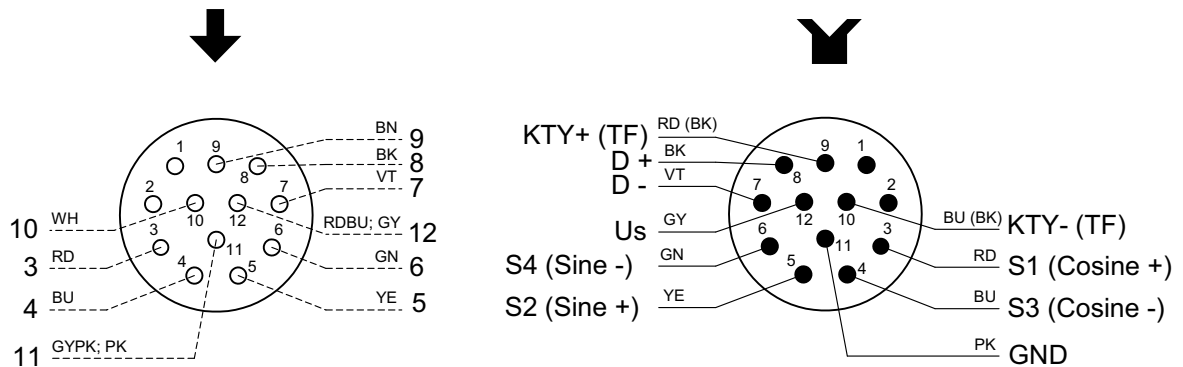 1
9
8
2
7
10
12
3
6
11
4
5
BN 9
BK 8
VT 7
RDBU; GY 12
GN 6
YE 5
10 WH
3 RD
4 BU
11 GYPK; PK
KTY+ (TF) RD (BK)
D + BK
D - VT
Us GY
S4 (Sine -) GN
S2 (Sine +) YE
9
1
8
7
2
12
10
6
3
11
5
4
BU (BK) KTY- (TF)
RD S1 (Cosine +)
BU S3 (Cosine -)
PK GND